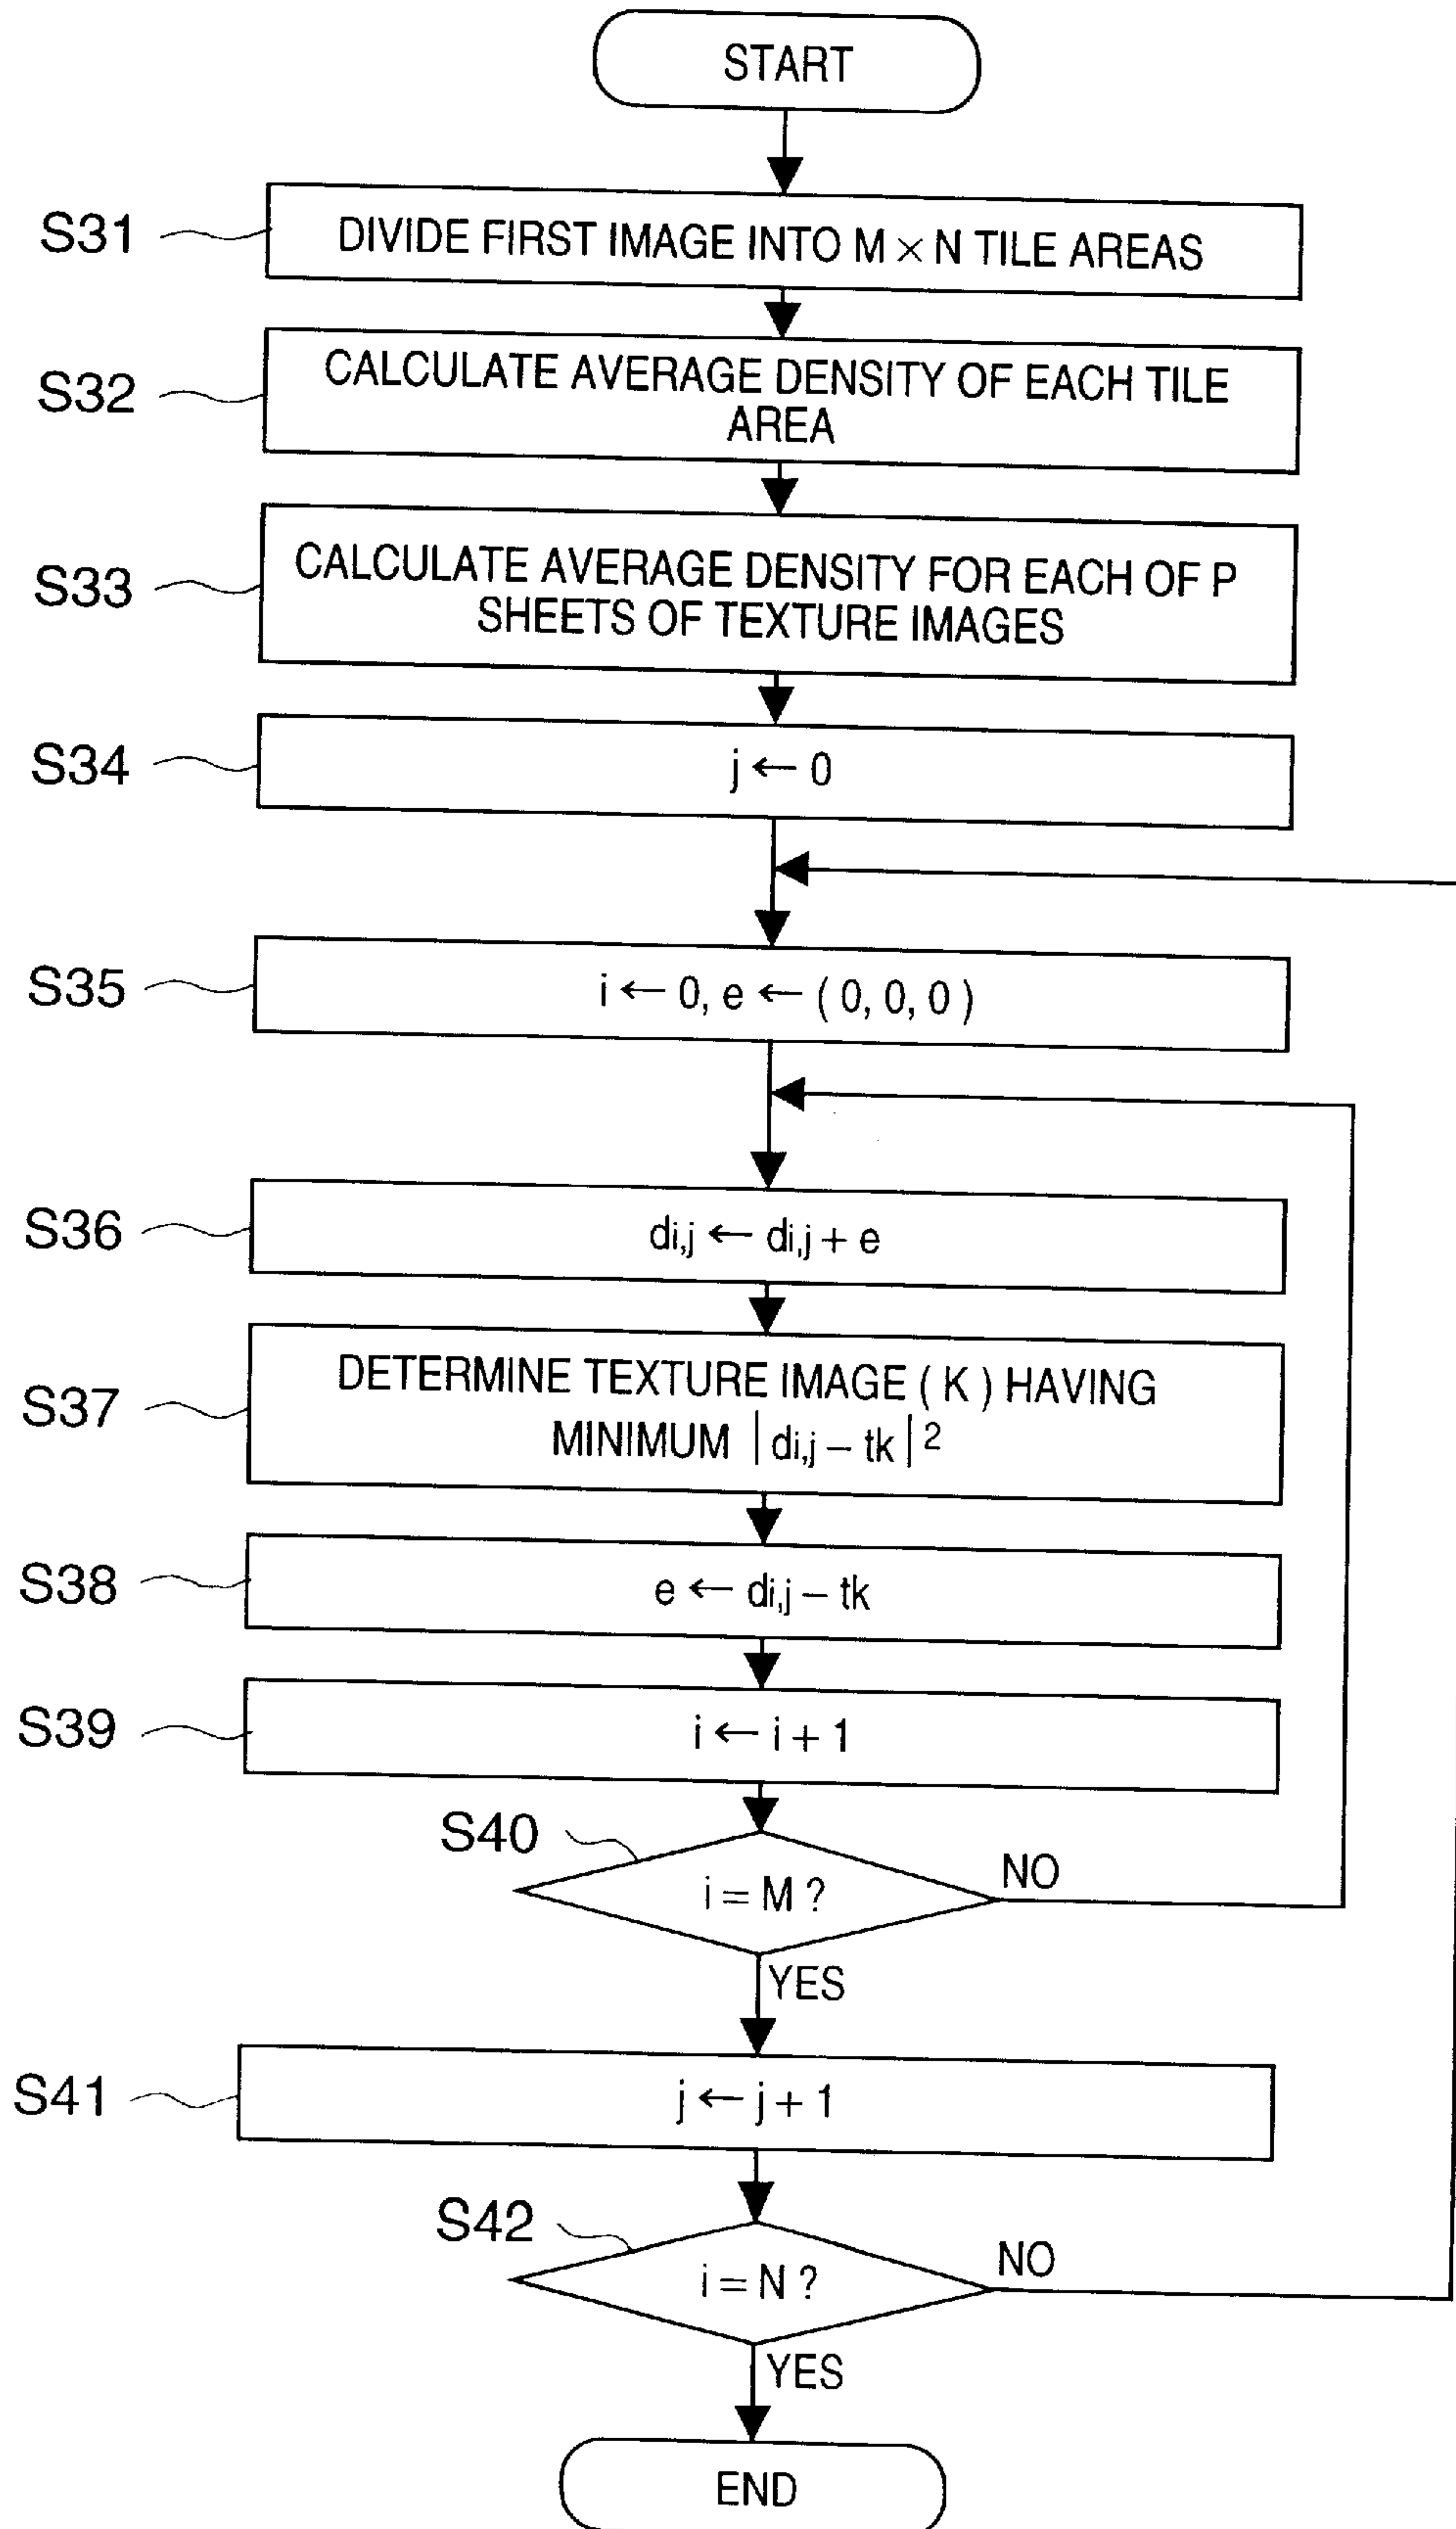 START
S31
DIVIDE FIRST IMAGE INTO M × N TILE AREAS
S32
CALCULATE AVERAGE DENSITY OF EACH TILE
AREA
S33
CALCULATE AVERAGE DENSITY FOR EACH OF P
SHEETS OF TEXTURE IMAGES
S34
j ← 0
S35
i ← 0, e ← ( 0, 0, 0 )
S36
di,j ← di,j + e
S37
DETERMINE TEXTURE IMAGE ( K ) HAVING
MINIMUM | di,j – tk | 2
S38
e ← di,j – tk
S39
i ← i + 1
S40
i = M ?
NO
YES
S41
j ← j + 1
S42
i = N ?
NO
YES
END